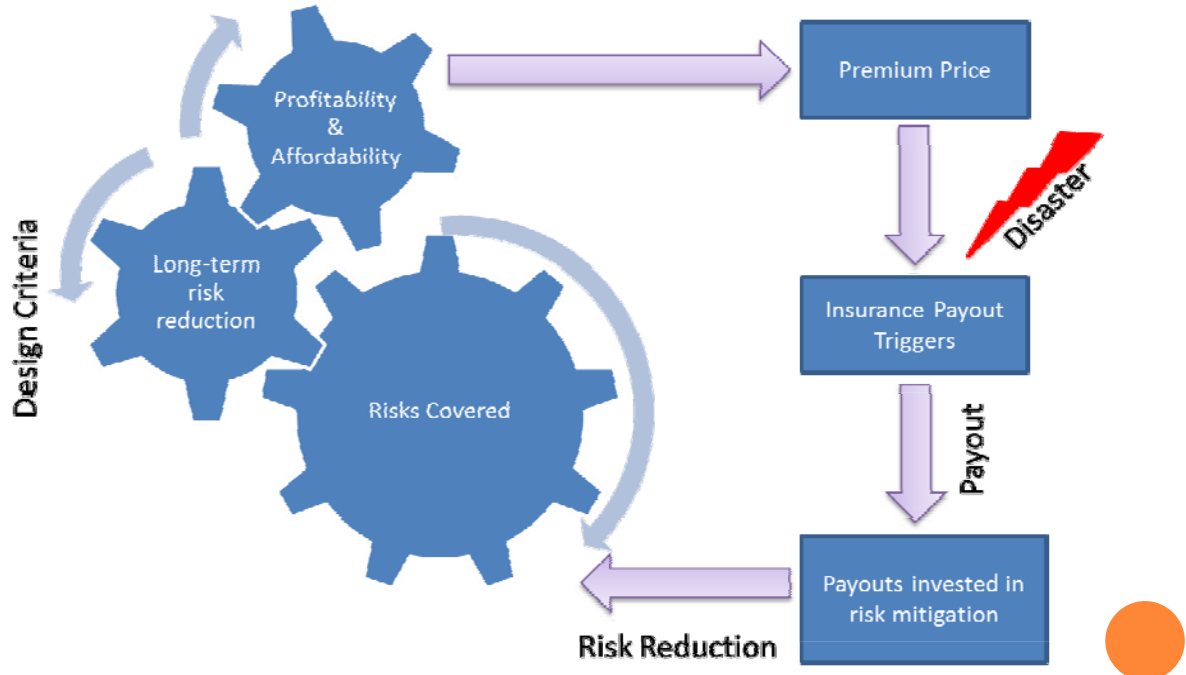 Profitability
&
Affordability
Premium Price
Disaster
Design Criteria
Long-term
risk
reduction
Insurance Payout
Triggers
Risks Covered
Payout
Payouts invested in
risk mitigation
Risk Reduction